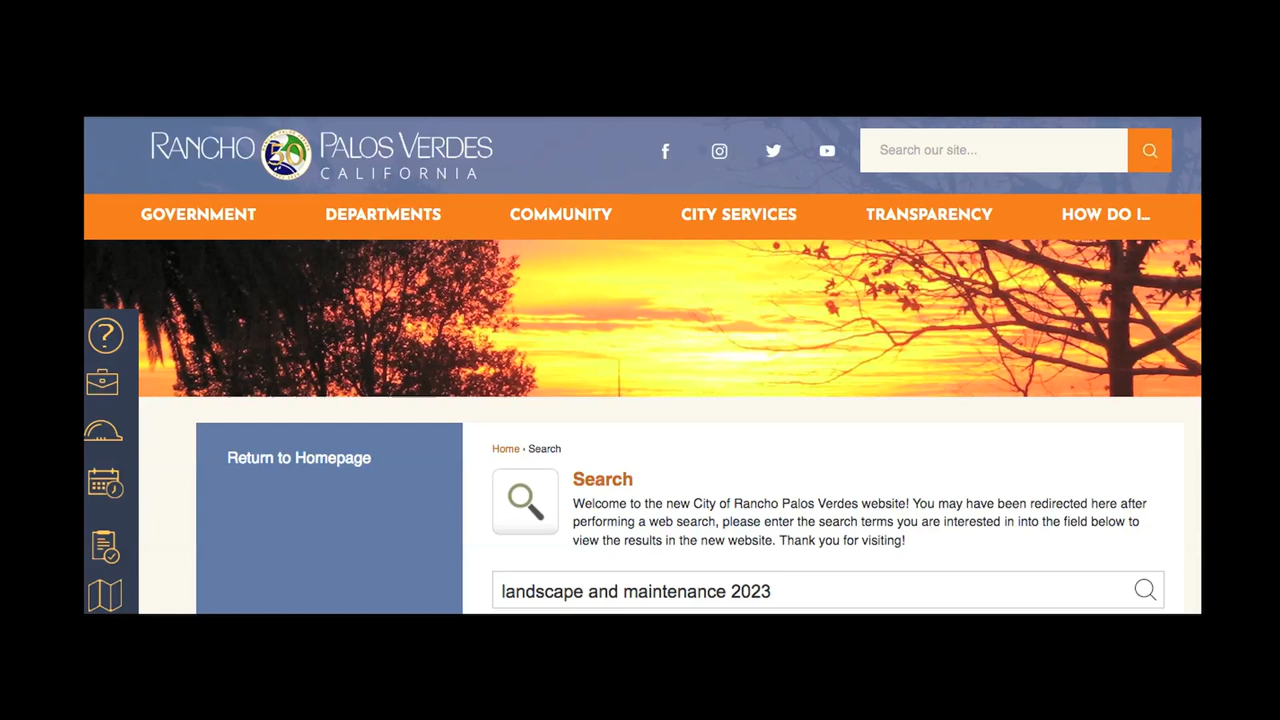 RANCHO 50 PALOS VERDES
CALIFORNIA
Search our site...
GOVERNMENT DEPARTMENTS COMMUNITY CITY SERVICES TRANSPARENCY HOW DO I...
Return to Homepage
Home • Search
Search
Welcome to the new City of Rancho Palos Verdes website! You may have been redirected here after
performing a web search, please enter the search terms you are interested in into the field below to
view the results in the new website. Thank you for visiting!
landscape and maintenance 2023